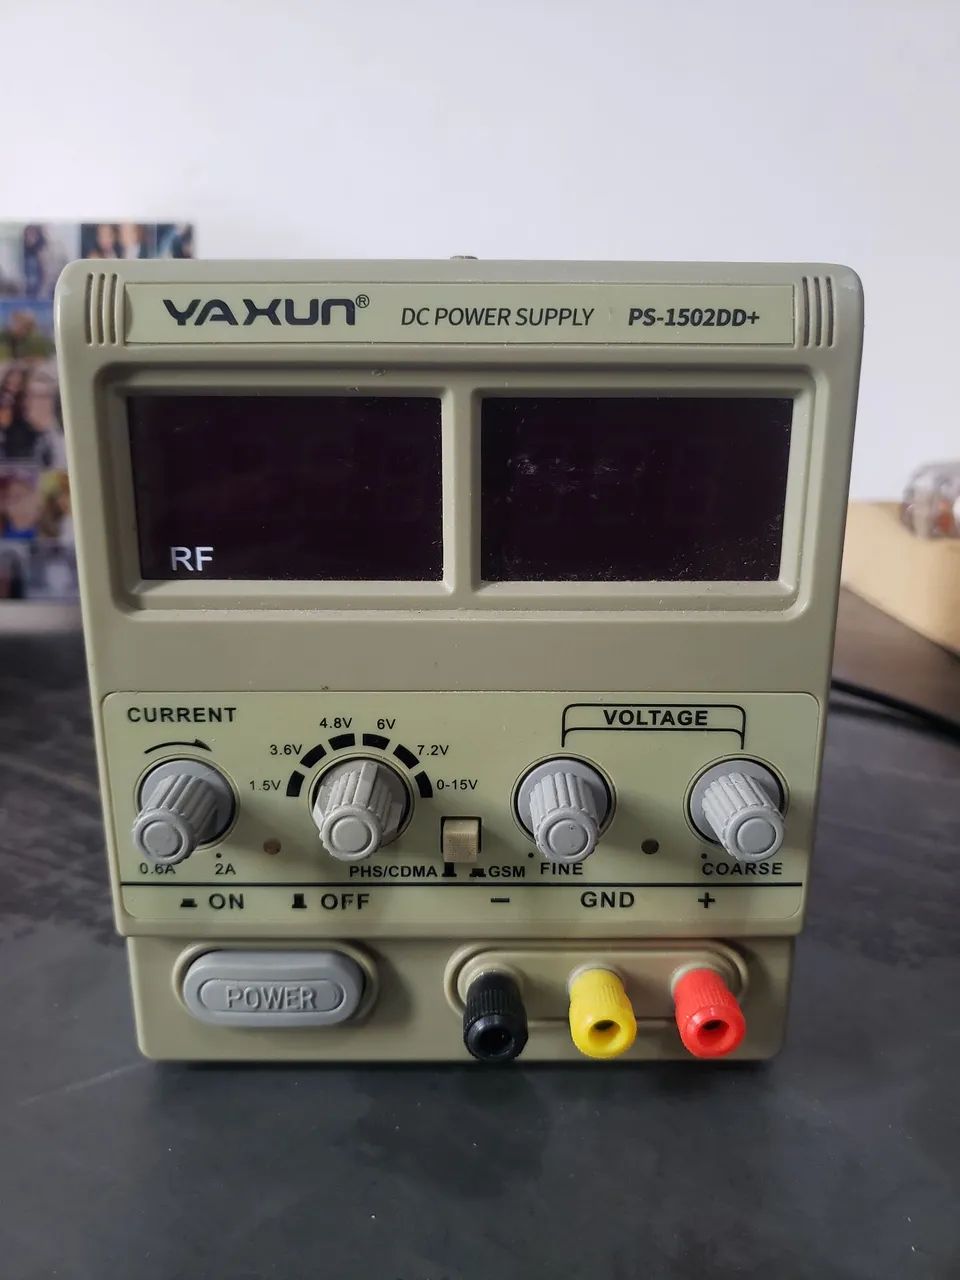 YAXUN® DC POWER SUPPLY PS-1502DD+
RF
CURRENT
0.6A 2A
1.5V 3.6V 4.8V 6V 7.2V 0-15V
PHS/CDMA GSM
VOLTAGE
FINE COARSE
ON OFF
− GND +
POWER